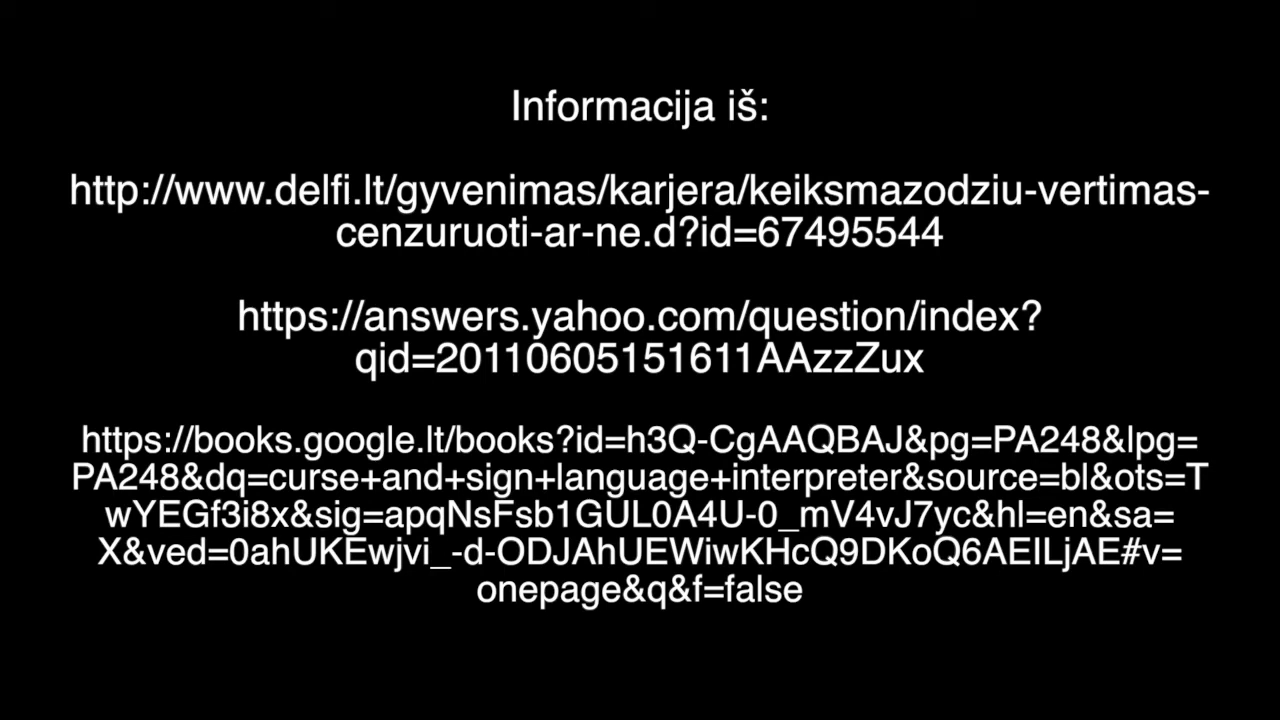 Informacija iš:
http://www.delfi.lt/gyvenimas/karjera/keiksmazodziu-vertimas-
cenzuruoti-ar-ne.d?id=67495544
https://answers.yahoo.com/question/index?
qid=20110605151611AAzzZux
https://books.google.lt/books?id=h3Q-CgAAQBAJ&pg=PA248&lpg=
PA248&dq=curse+and+sign+language+interpreter&source=bl&ots=T
wYEGf3i8x&sig=apqNsFsb1GUL0A4U-0_mV4vJ7yc&hl=en&sa=
X&ved=0ahUKEwjvi_-d-ODJAhUEWiwKHcQ9DKoQ6AEILjAE#v=
onepage&q&f=false